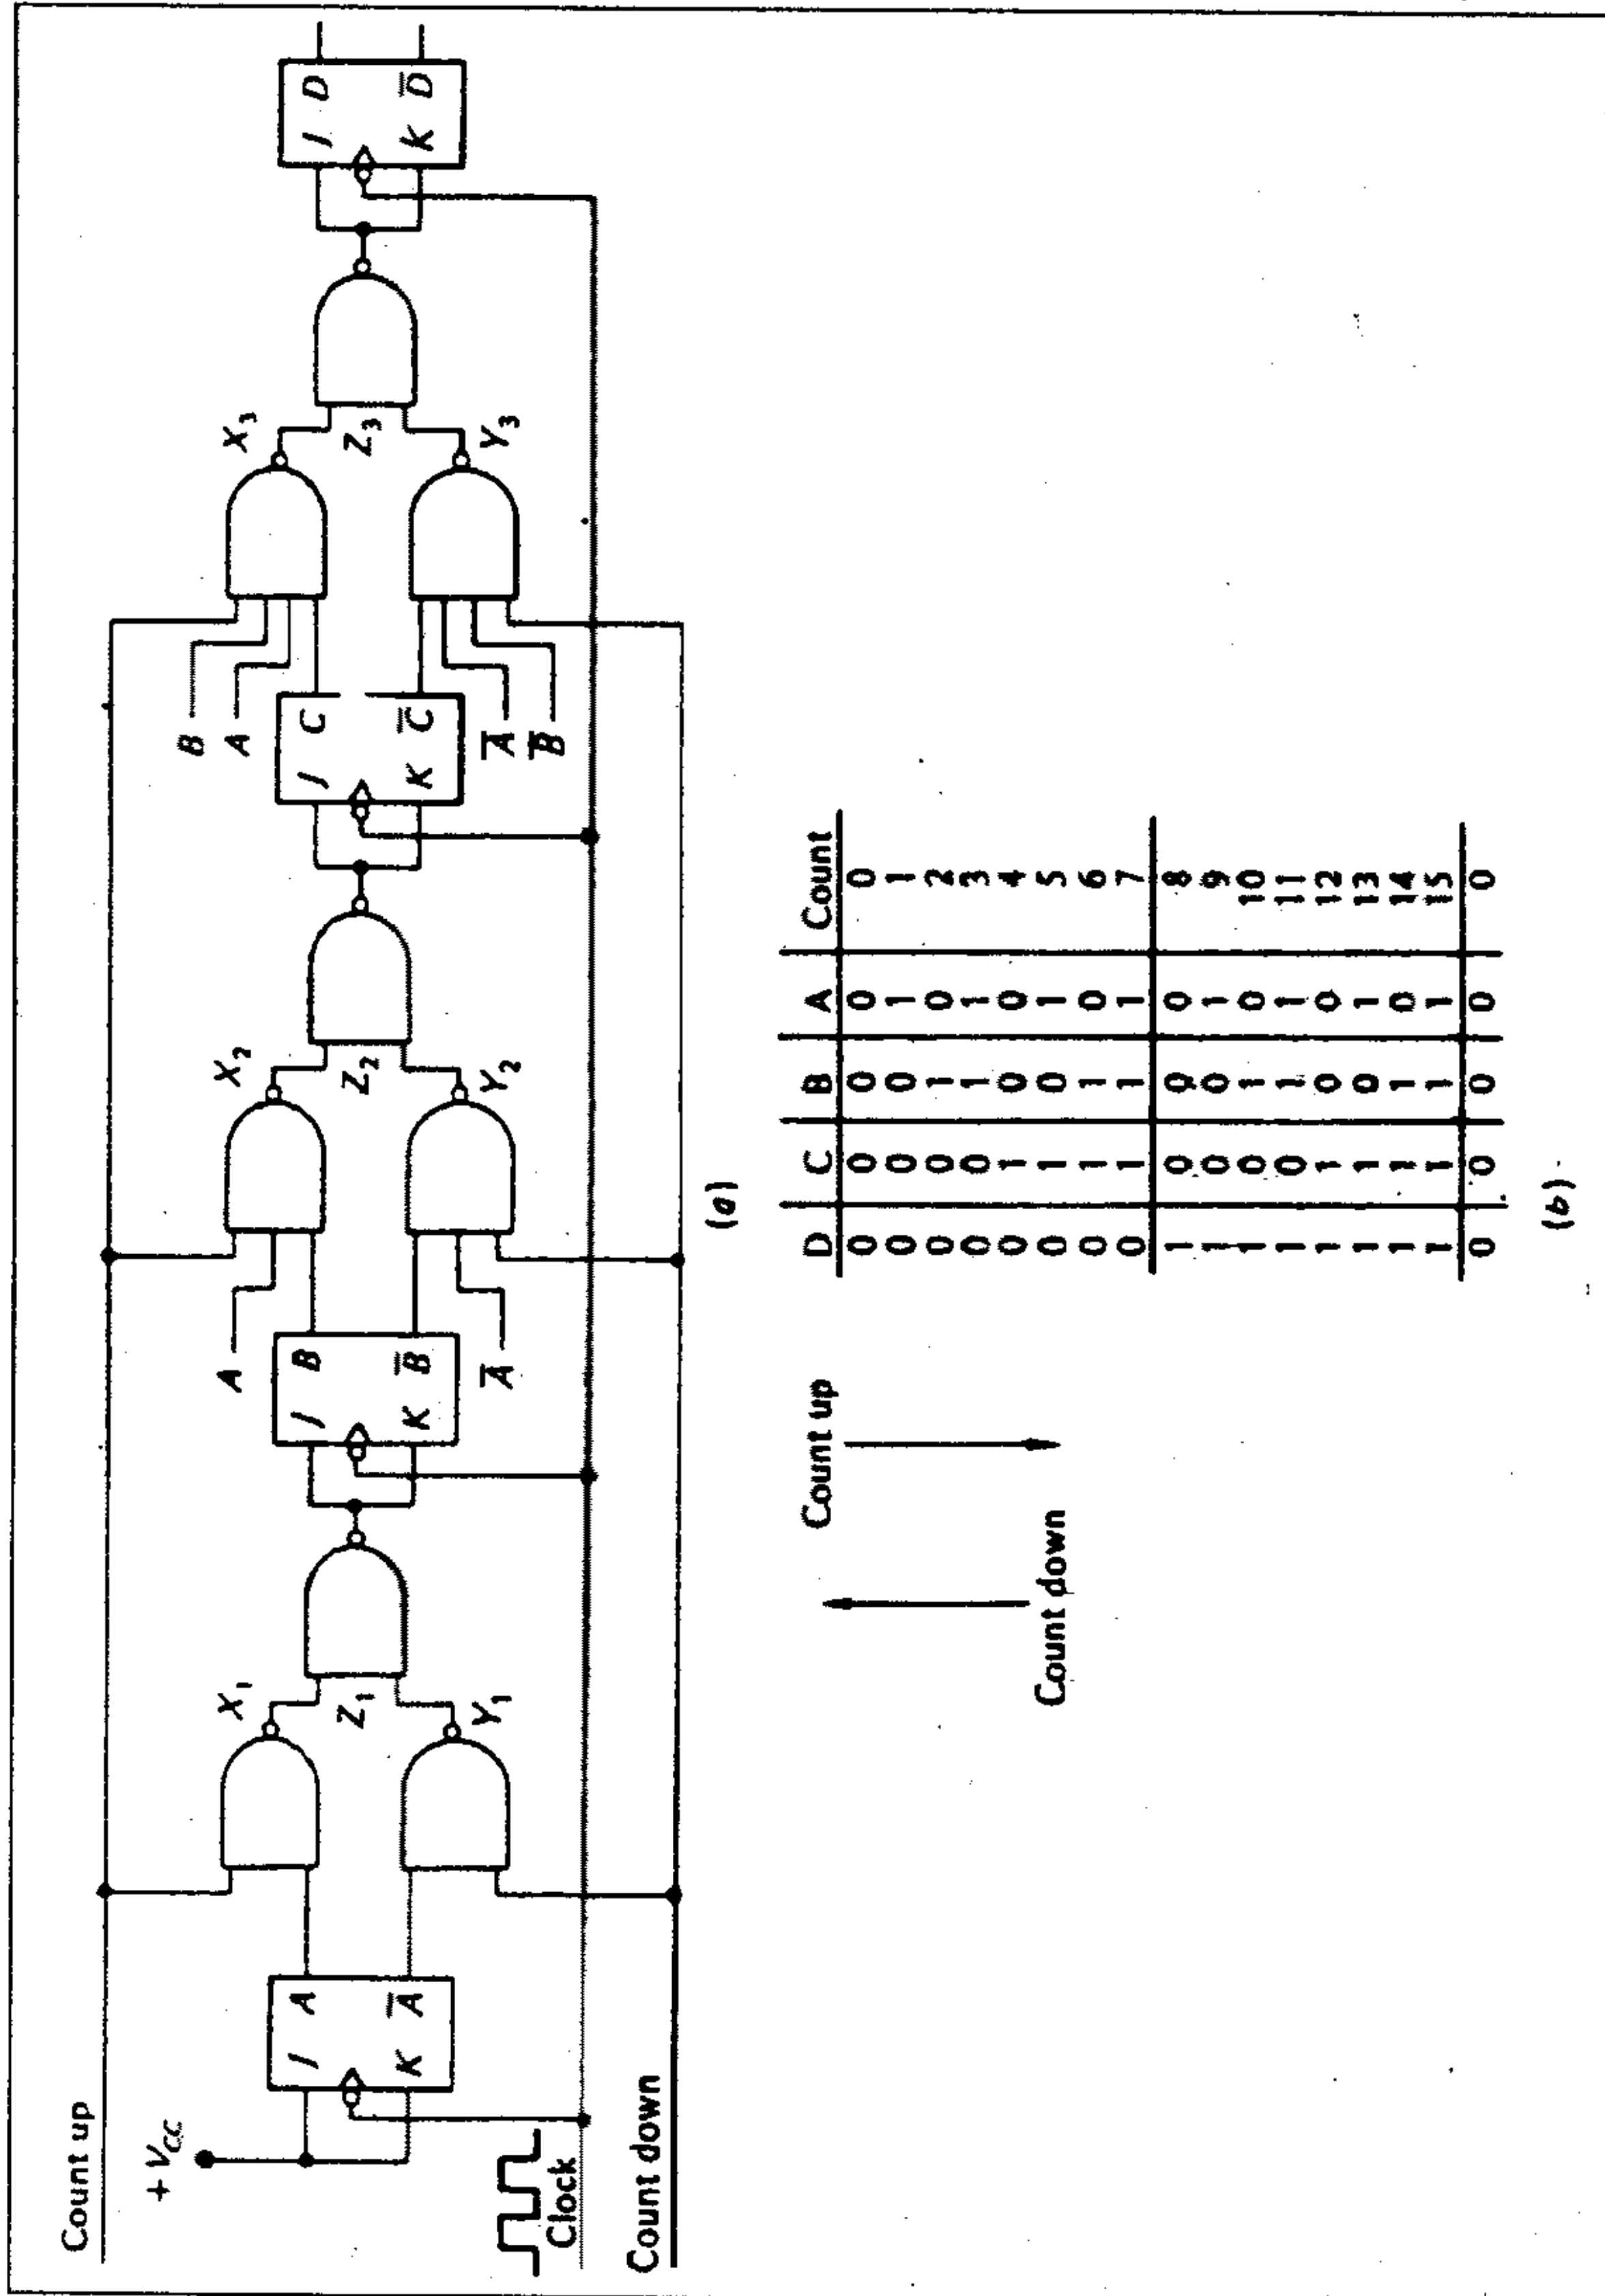 Count up
+ V_CC
J A
K A̅
Clock
Count down
X₁
Z₁
Y₁
J B
K B̅
A
A̅
X₂
Z₂
Y₂
J C
K C̅
B
A
A̅
B̅
X₃
Z₃
Y₃
J D
K D̅
(a)
Count up
Count down
D C B A Count
0 0 0 0 0
0 0 0 1 1
0 0 1 0 2
0 0 1 1 3
0 1 0 0 4
0 1 0 1 5
0 1 1 0 6
0 1 1 1 7
1 0 0 0 8
1 0 0 1 9
1 0 1 0 10
1 0 1 1 11
1 1 0 0 12
1 1 0 1 13
1 1 1 0 14
1 1 1 1 15
0 0 0 0 0
(b)